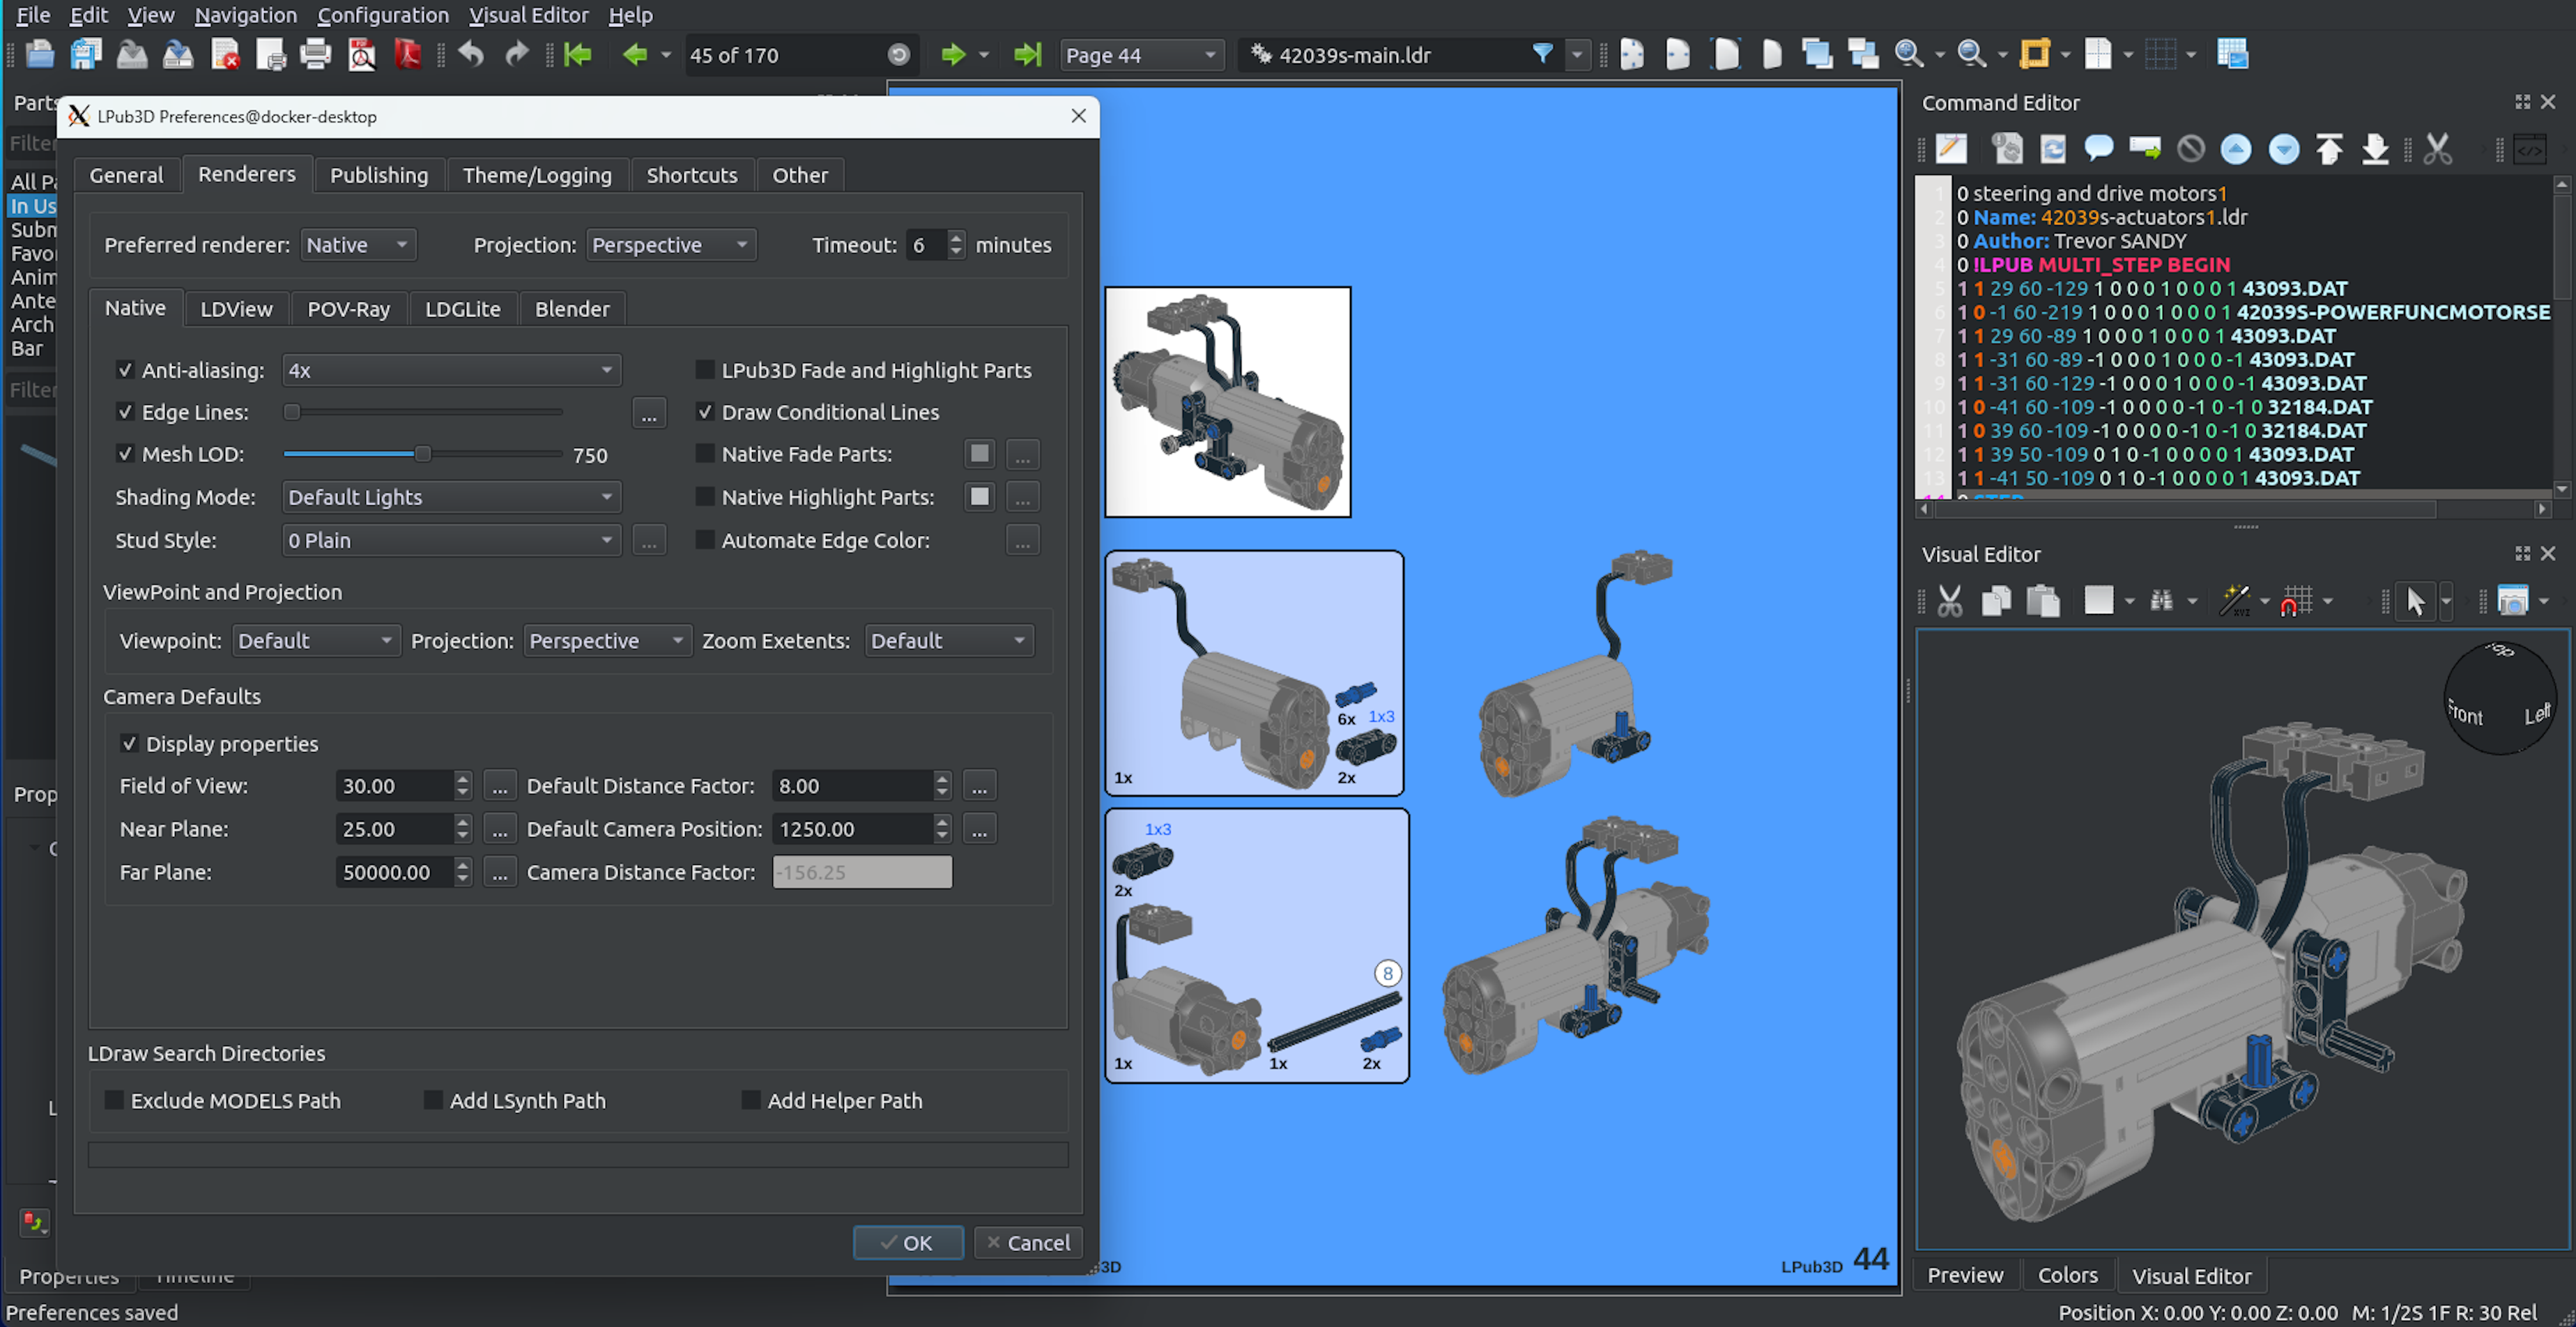 File Edit View Navigation Configuration Visual Editor Help
45 of 170 Page 44 42039s-main.ldr
Parts
Filter
All Pa
In Us
Subm
Favor
Anim
Ante
Arch
Bar
Filter
Prop
LPub3D Preferences@docker-desktop
General Renderers Publishing Theme/Logging Shortcuts Other
Preferred renderer: Native Projection: Perspective Timeout: 6 minutes
Native LDView POV-Ray LDGLite Blender
Anti-aliasing: 4x LPub3D Fade and Highlight Parts
Edge Lines: ... Draw Conditional Lines
Mesh LOD: 750 Native Fade Parts: ...
Shading Mode: Default Lights Native Highlight Parts: ...
Stud Style: 0 Plain ... Automate Edge Color: ...
ViewPoint and Projection
Viewpoint: Default Projection: Perspective Zoom Exetents: Default
Camera Defaults
Display properties
Field of View: 30.00 ... Default Distance Factor: 8.00 ...
Near Plane: 25.00 ... Default Camera Position: 1250.00 ...
Far Plane: 50000.00 ... Camera Distance Factor: -156.25
LDraw Search Directories
Exclude MODELS Path Add LSynth Path Add Helper Path
OK Cancel
Properties Timeline
Preferences saved
6x 1x3
1x 2x
1x3
2x
8
1x 1x 2x
3D LPub3D 44
Command Editor
1 0 steering and drive motors1
2 0 Name: 42039s-actuators1.ldr
3 0 Author: Trevor SANDY
4 0 !LPUB MULTI_STEP BEGIN
5 1 1 29 60 -129 1 0 0 0 1 0 0 0 1 43093.DAT
6 1 0 -1 60 -219 1 0 0 0 1 0 0 0 1 42039S-POWERFUNCMOTORSE
7 1 1 29 60 -89 1 0 0 0 1 0 0 0 1 43093.DAT
8 1 1 -31 60 -89 -1 0 0 0 1 0 0 0 -1 43093.DAT
9 1 1 -31 60 -129 -1 0 0 0 1 0 0 0 -1 43093.DAT
10 1 0 -41 60 -109 -1 0 0 0 0 -1 0 -1 0 32184.DAT
11 1 0 39 60 -109 -1 0 0 0 0 -1 0 -1 0 32184.DAT
12 1 1 39 50 -109 0 1 0 -1 0 0 0 0 1 43093.DAT
13 1 1 -41 50 -109 0 1 0 -1 0 0 0 0 1 43093.DAT
14 0 STEP
Visual Editor
Top
Front Left
Preview Colors Visual Editor
Position X: 0.00 Y: 0.00 Z: 0.00 M: 1/2S 1F R: 30 Rel